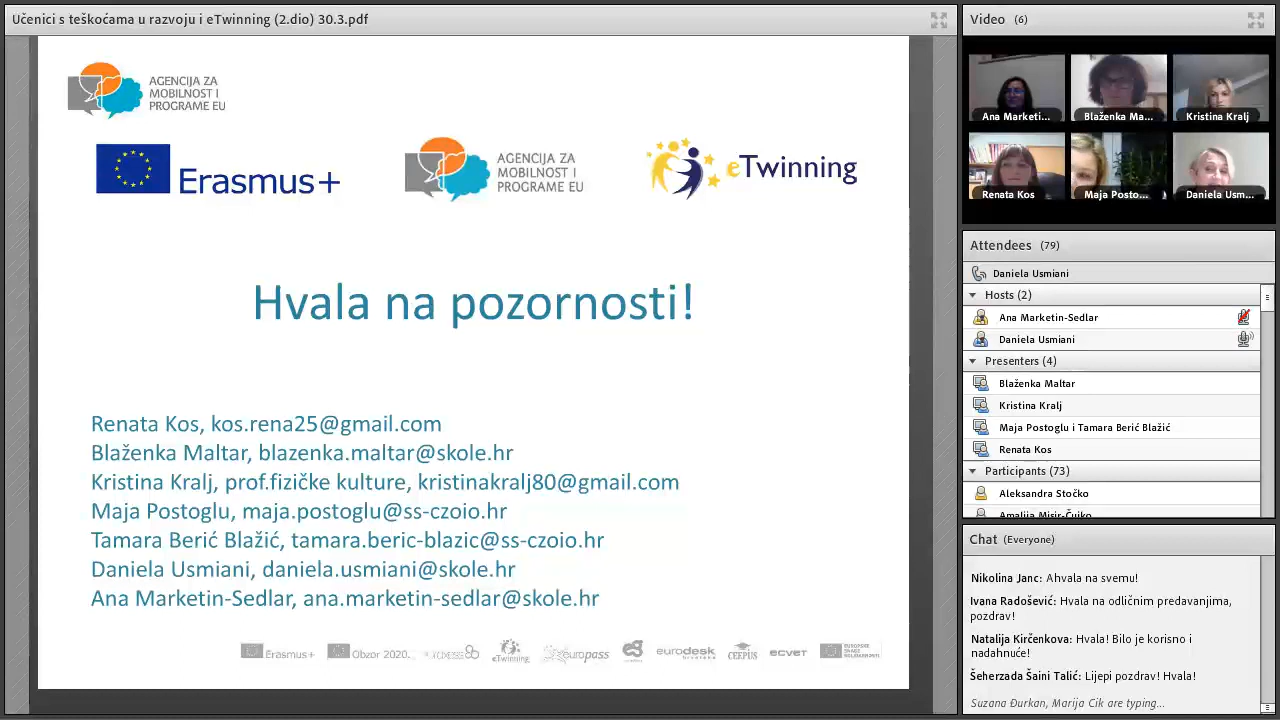 Učenici s teškoćama u razvoju i eTwinning (2.dio) 30.3.pdf
AGENCIJA ZA
MOBILNOST I
PROGRAME EU
Erasmus+
AGENCIJA ZA
MOBILNOST I
PROGRAME EU
eTwinning
Hvala na pozornosti!
Renata Kos, kos.rena25@gmail.com
Blaženka Maltar, blazenka.maltar@skole.hr
Kristina Kralj, prof.fizičke kulture, kristinakralj80@gmail.com
Maja Postoglu, maja.postoglu@ss-czoio.hr
Tamara Berić Blažić, tamara.beric-blazic@ss-czoio.hr
Daniela Usmiani, daniela.usmiani@skole.hr
Ana Marketin-Sedlar, ana.marketin-sedlar@skole.hr
Erasmus+ Obzor 2020. eTwinning europass eurodesk CEEPUS ECVET
Video (6)
Ana Marketi... Blaženka Ma... Kristina Kralj
Renata Kos Maja Posto... Daniela Usm...
Attendees (79)
Daniela Usmiani
Hosts (2)
Ana Marketin-Sedlar
Daniela Usmiani
Presenters (4)
Blaženka Maltar
Kristina Kralj
Maja Postoglu i Tamara Berić Blažić
Renata Kos
Participants (73)
Aleksandra Stočko
Amalija Misir-Čujko
Chat (Everyone)
Nikolina Janc: Ahvala na svemu!
Ivana Radošević: Hvala na odličnim predavanjima,
pozdrav!
Natalija Kirčenkova: Hvala! Bilo je korisno i
nadahnuće!
Šeherzada Šaini Talić: Lijepi pozdrav! Hvala!
Suzana Đurkan, Marija Cik are typing...